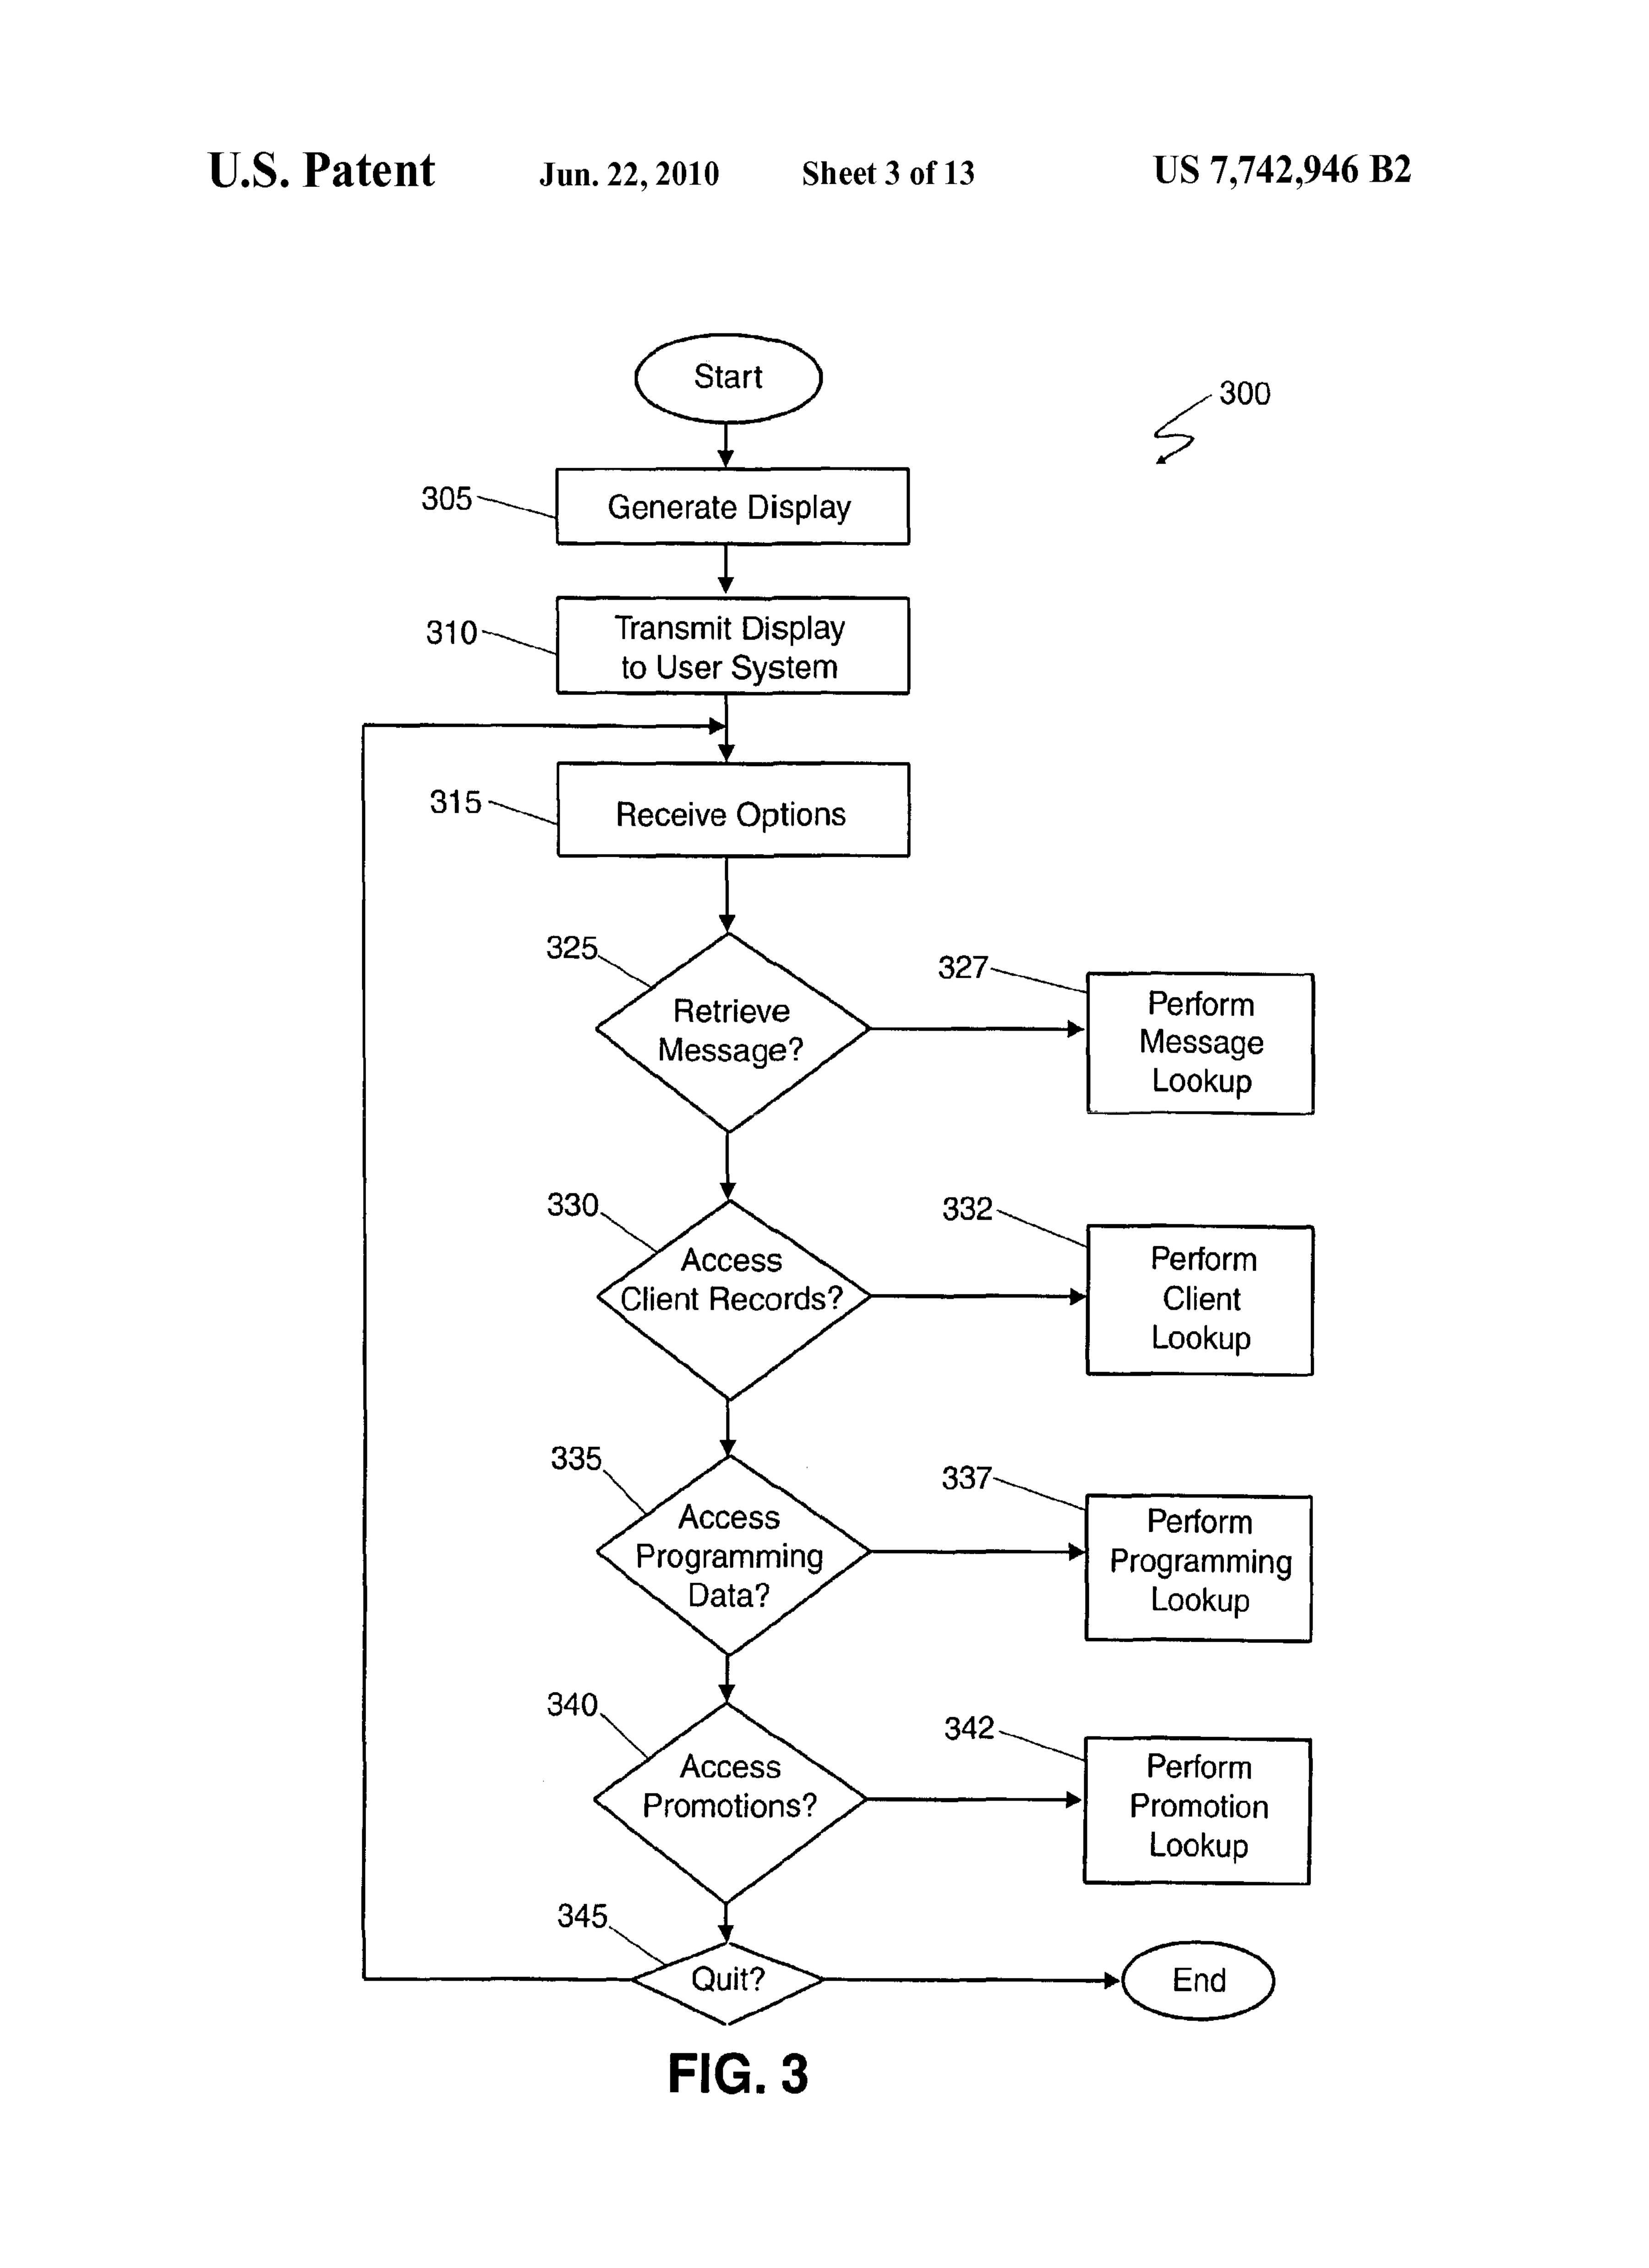 U.S. Patent Jun. 22, 2010 Sheet 3 of 13 US 7,742,946 B2
Start
300
305
Generate Display
310
Transmit Display
to User System
315
Receive Options
325
Retrieve
Message?
327
Perform
Message
Lookup
330
Access
Client Records?
332
Perform
Client
Lookup
335
Access
Programming
Data?
337
Perform
Programming
Lookup
340
Access
Promotions?
342
Perform
Promotion
Lookup
345
Quit?
End
FIG. 3